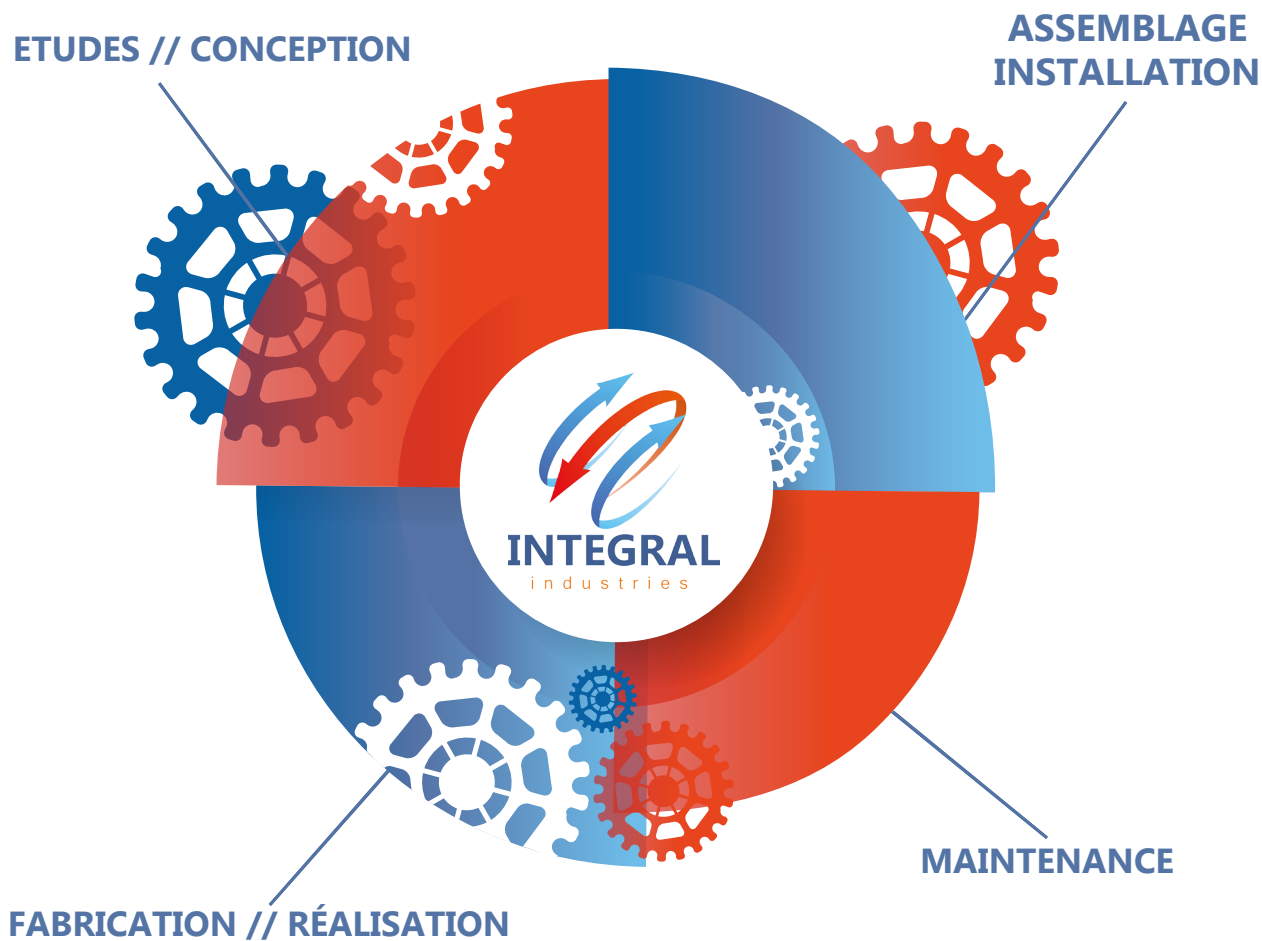 ETUDES // CONCEPTION
ASSEMBLAGE
INSTALLATION
INTEGRAL
industries
MAINTENANCE
FABRICATION // RÉALISATION